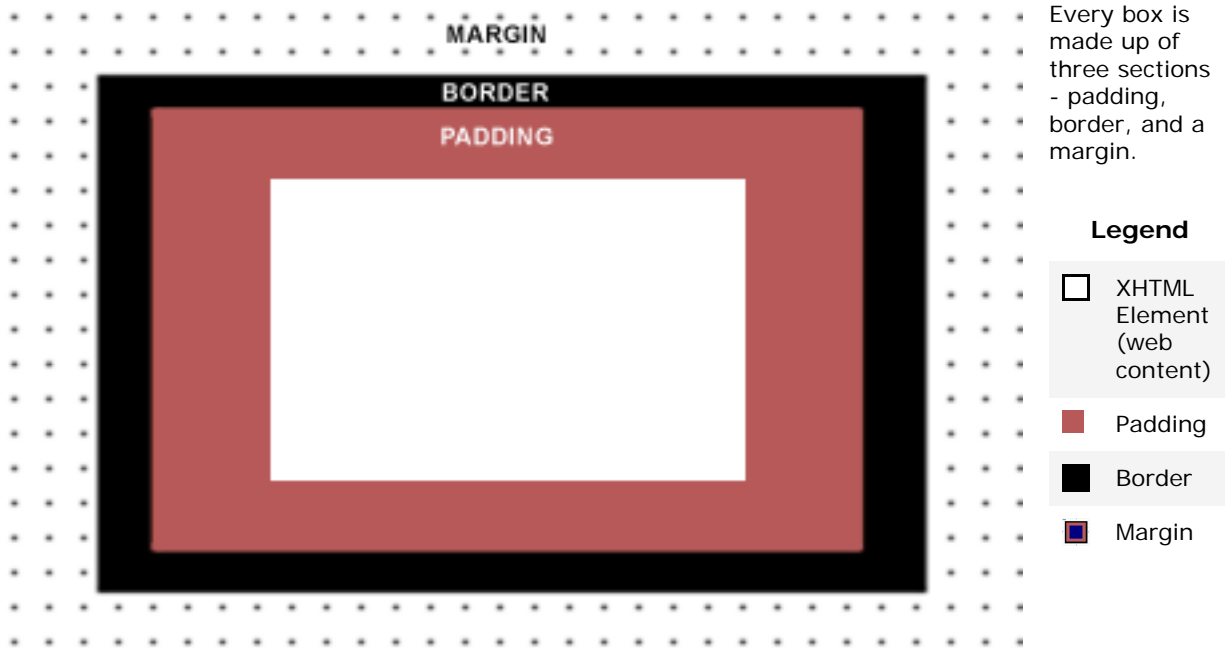 MARGIN
BORDER
PADDING
Every box is
made up of
three sections
- padding,
border, and a
margin.
Legend
XHTML
Element
(web
content)
Padding
Border
Margin